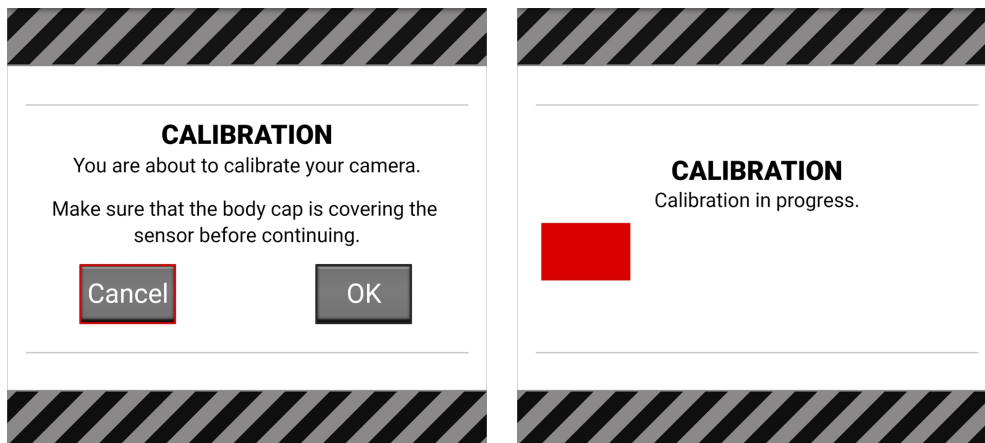 CALIBRATION
You are about to calibrate your camera.
Make sure that the body cap is covering the
sensor before continuing.
Cancel
OK
CALIBRATION
Calibration in progress.